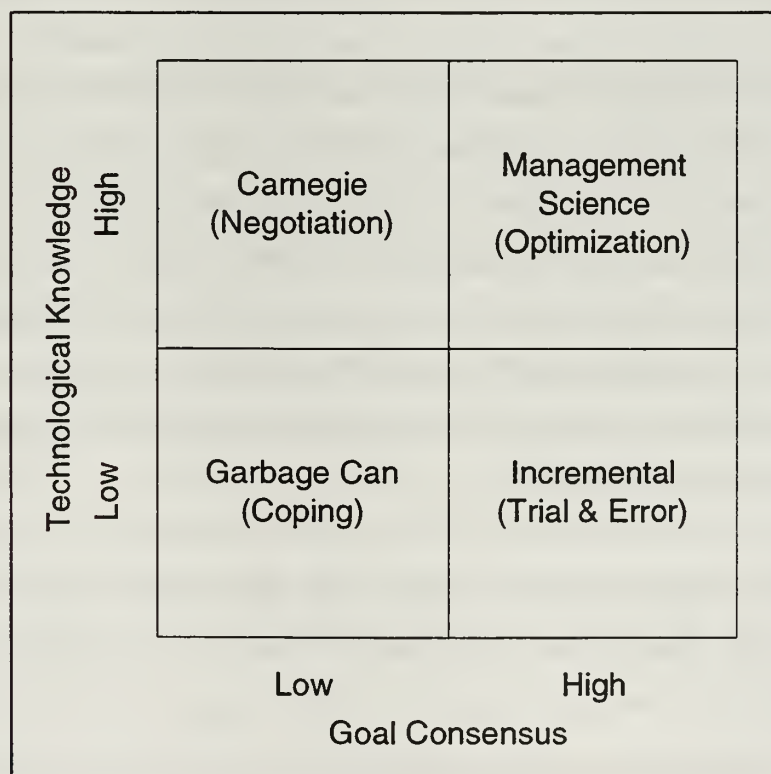 Technological Knowledge
High
Low
Carnegie
(Negotiation)
Management
Science
(Optimization)
Garbage Can
(Coping)
Incremental
(Trial & Error)
Low
High
Goal Consensus